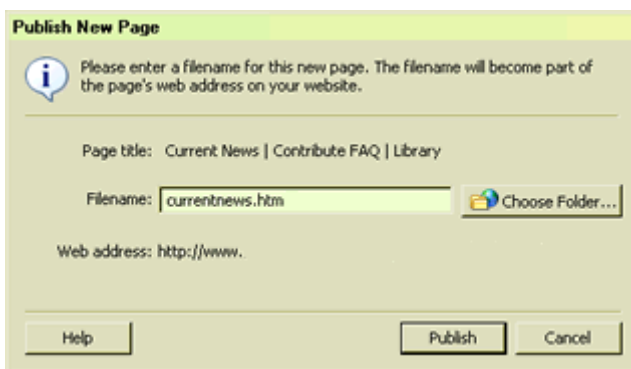 Publish New Page
Please enter a filename for this new page. The filename will become part of
the page's web address on your website.
Page title: Current News | Contribute FAQ | Library
Filename: currentnews.htm Choose Folder...
Web address: http://www.
Help Publish Cancel